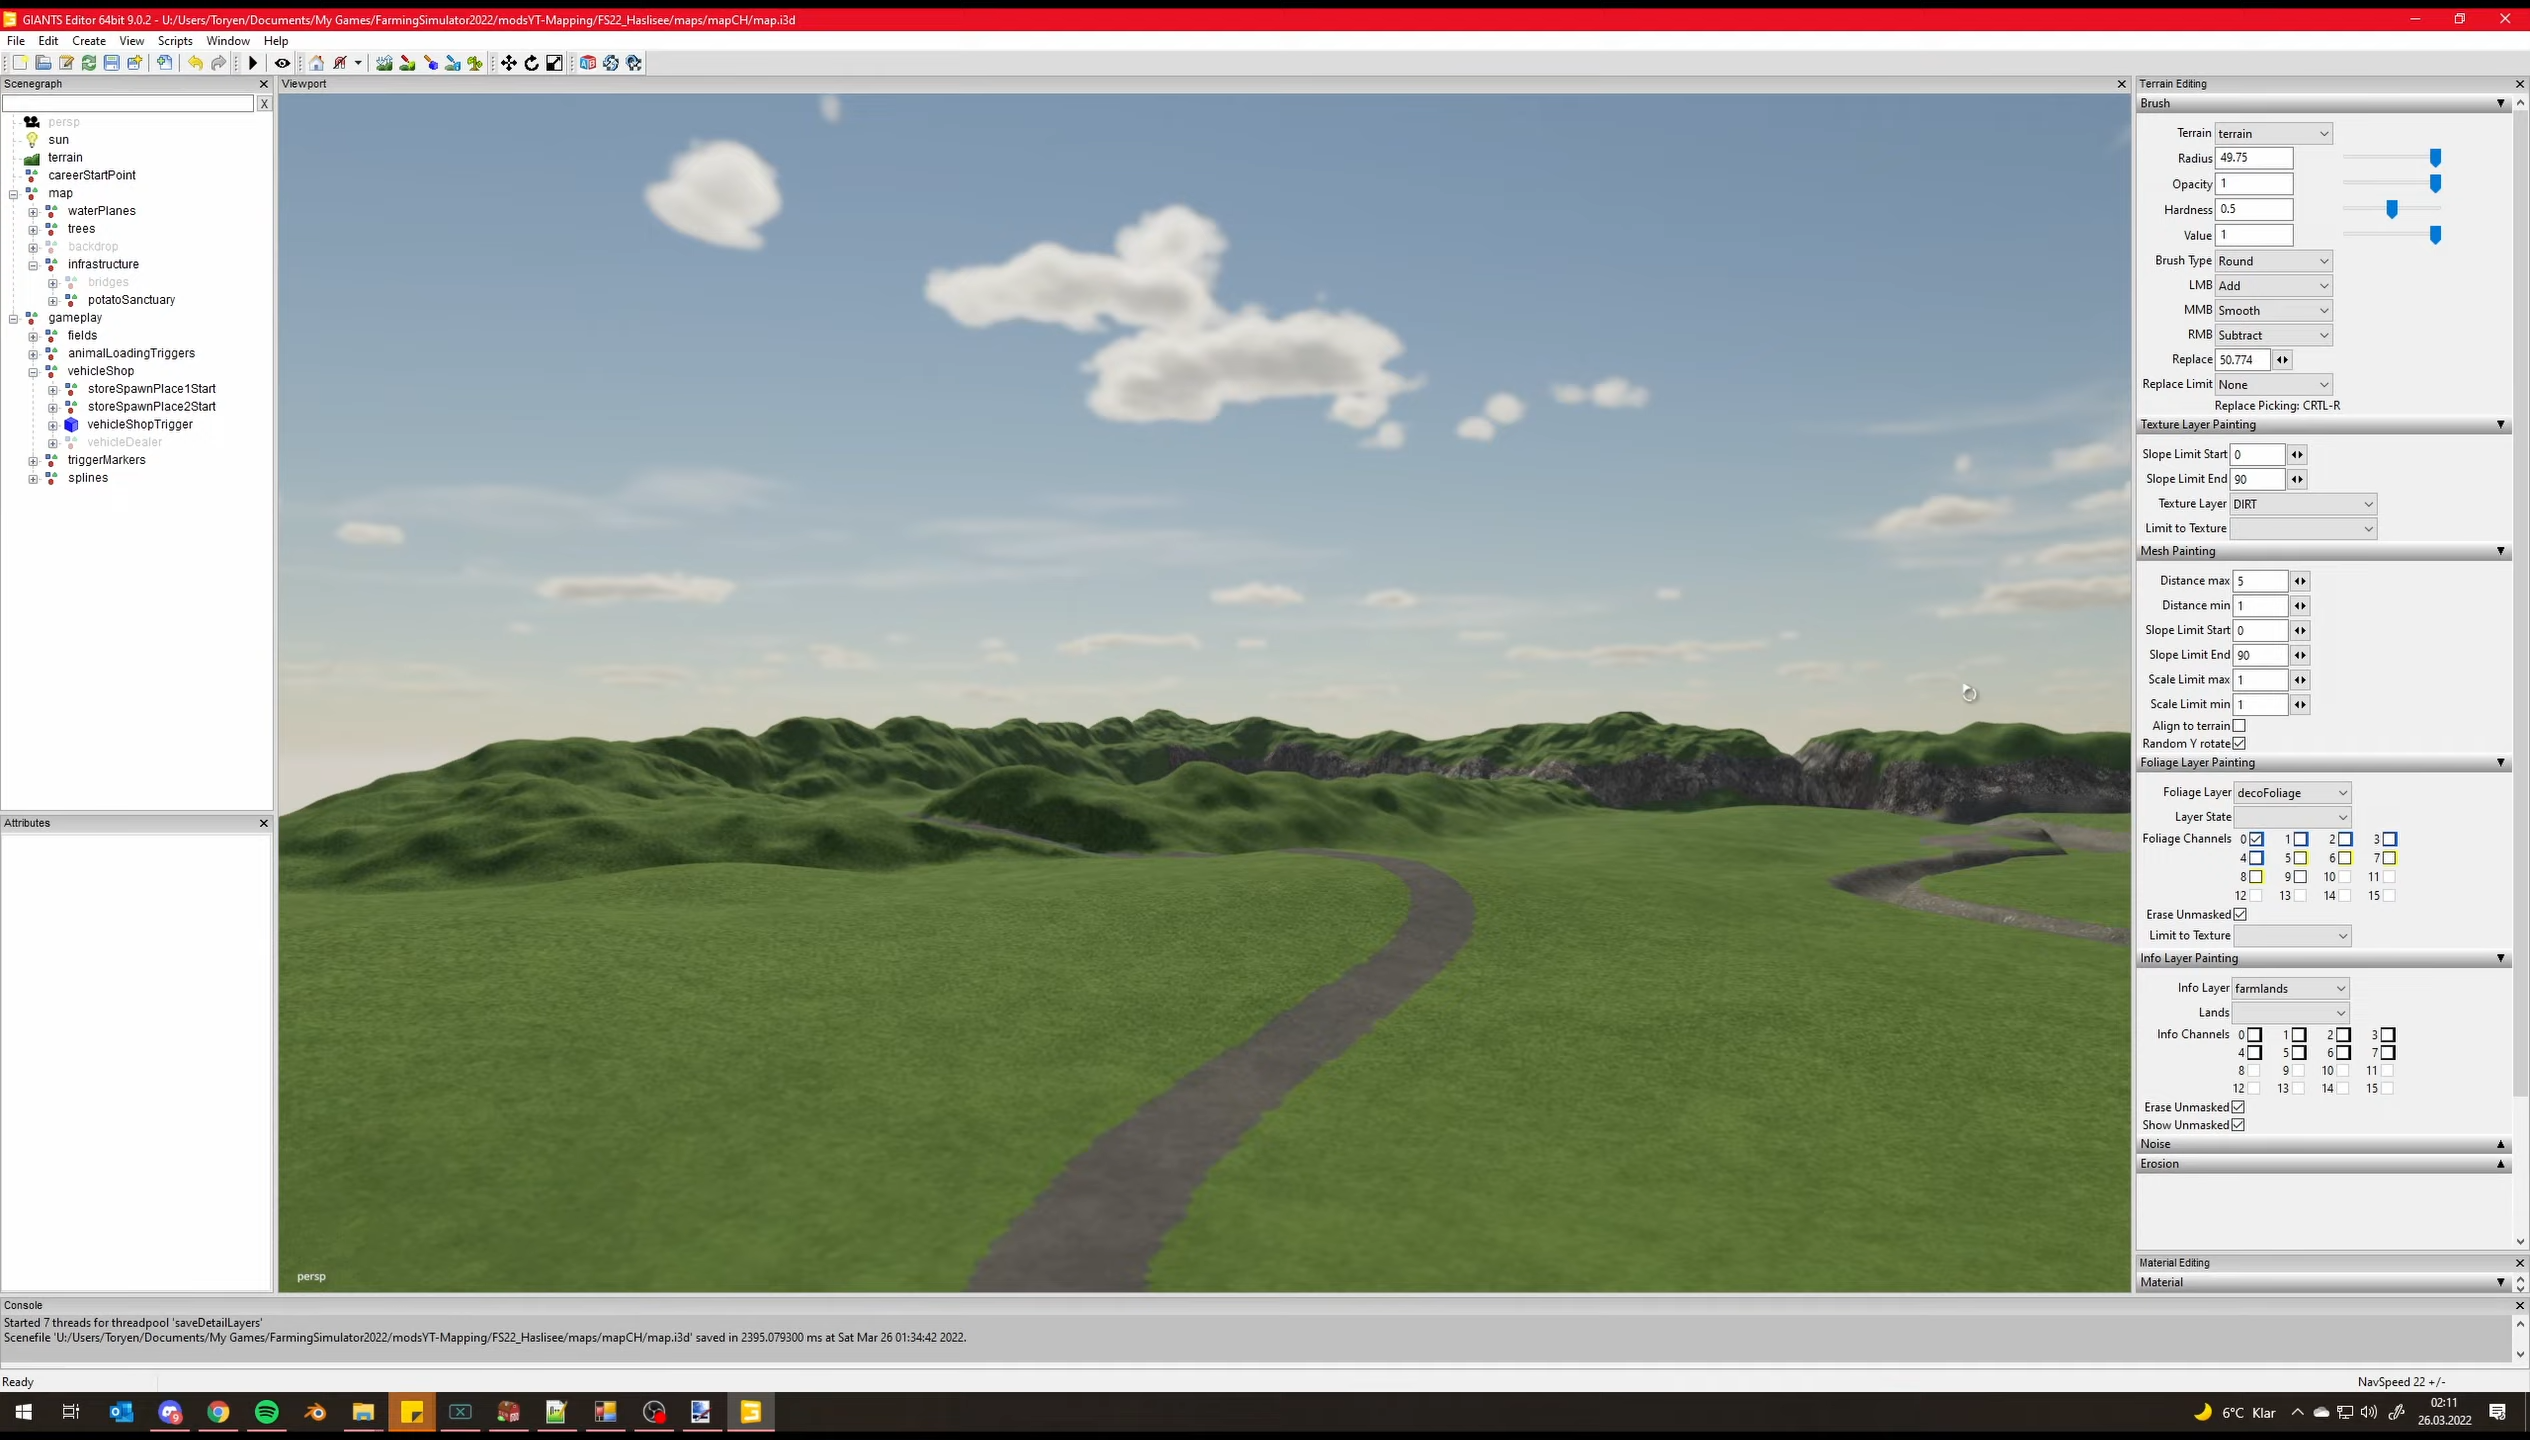 GIANTS Editor 64bit 9.0.2 - U:/Users/Toryen/Documents/My Games/FarmingSimulator2022/modsYT-Mapping/FS22_Haslisee/maps/mapCH/map.i3d
File Edit Create View Scripts Window Help
Scenegraph
X
persp
sun
terrain
careerStartPoint
map
waterPlanes
trees
backdrop
infrastructure
bridges
potatoSanctuary
gameplay
fields
animalLoadingTriggers
vehicleShop
storeSpawnPlace1Start
storeSpawnPlace2Start
vehicleShopTrigger
vehicleDealer
triggerMarkers
splines
Attributes
Viewport
persp
Terrain Editing
Brush
Terrain terrain
Radius 49.75
Opacity 1
Hardness 0.5
Value 1
Brush Type Round
LMB Add
MMB Smooth
RMB Subtract
Replace 50.774
Replace Limit None
Replace Picking: CRTL-R
Texture Layer Painting
Slope Limit Start 0
Slope Limit End 90
Texture Layer DIRT
Limit to Texture
Mesh Painting
Distance max 5
Distance min 1
Slope Limit Start 0
Slope Limit End 90
Scale Limit max 1
Scale Limit min 1
Align to terrain
Random Y rotate
Foliage Layer Painting
Foliage Layer decoFoliage
Layer State
Foliage Channels 0 1 2 3
4 5 6 7
8 9 10 11
12 13 14 15
Erase Unmasked
Limit to Texture
Info Layer Painting
Info Layer farmlands
Lands
Info Channels 0 1 2 3
4 5 6 7
8 9 10 11
12 13 14 15
Erase Unmasked
Show Unmasked
Noise
Erosion
Material Editing
Material
Console
Started 7 threads for threadpool 'saveDetailLayers'
Scenefile 'U:/Users/Toryen/Documents/My Games/FarmingSimulator2022/modsYT-Mapping/FS22_Haslisee/maps/mapCH/map.i3d' saved in 2395.079300 ms at Sat Mar 26 01:34:42 2022.
Ready
NavSpeed 22 +/-
6°C Klar
02:11
26.03.2022